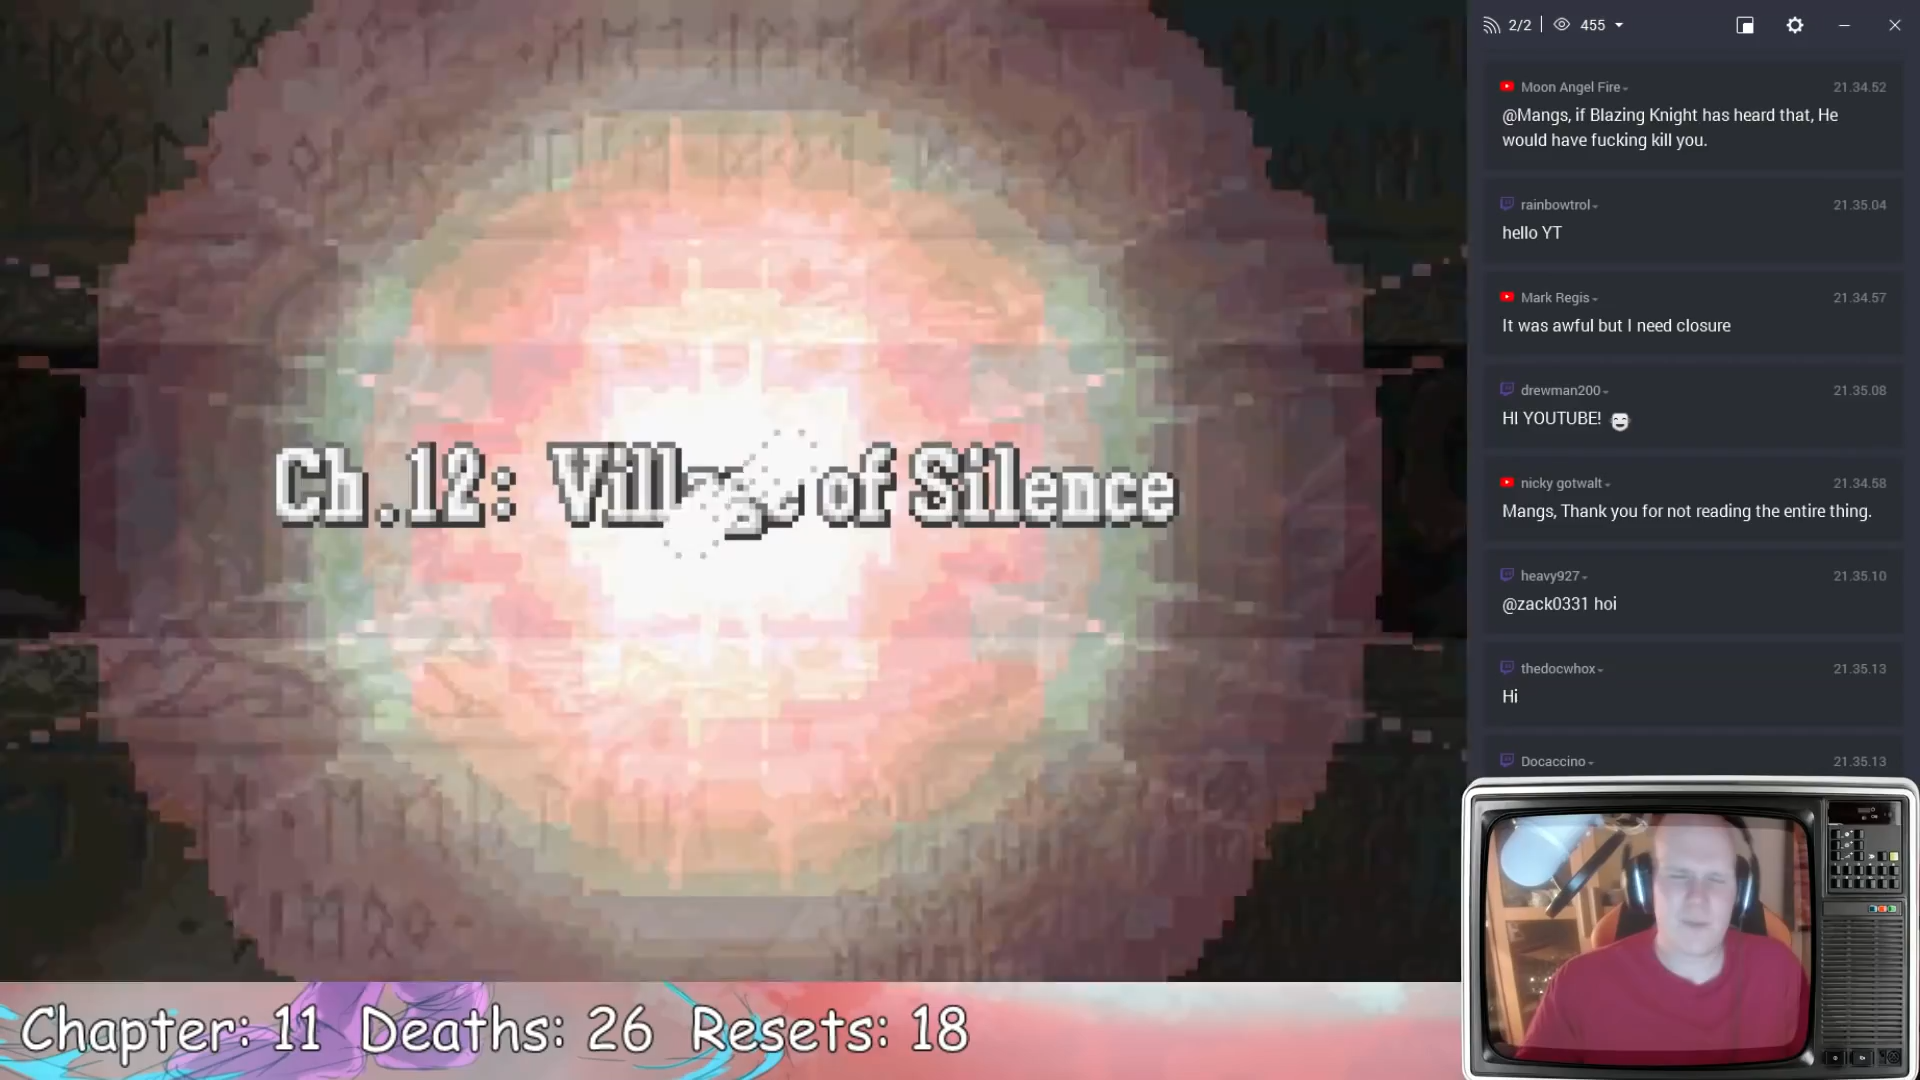 Ch.12: Village of Silence
Chapter: 11 Deaths: 26 Resets: 18
2/2 455
Moon Angel Fire 21.34.52
@Mangs, if Blazing Knight has heard that, He
would have fucking kill you.
rainbowtrol 21.35.04
hello YT
Mark Regis 21.34.57
It was awful but I need closure
drewman200 21.35.08
HI YOUTUBE!
nicky gotwalt 21.34.58
Mangs, Thank you for not reading the entire thing.
heavy927 21.35.10
@zack0331 hoi
thedocwhox 21.35.13
Hi
Docaccino 21.35.13